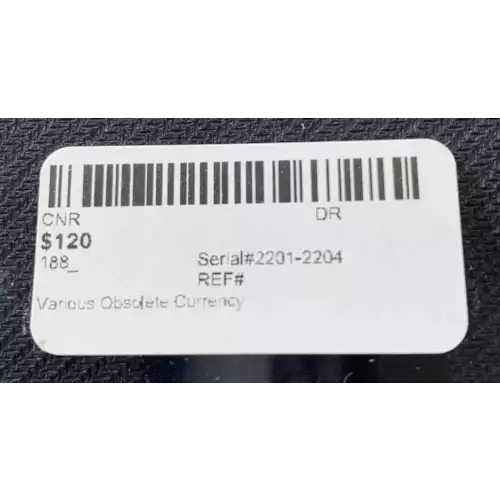 CNR DR
$120
188_ Serial#2201-2204
REF#
Various Obsolete Currency